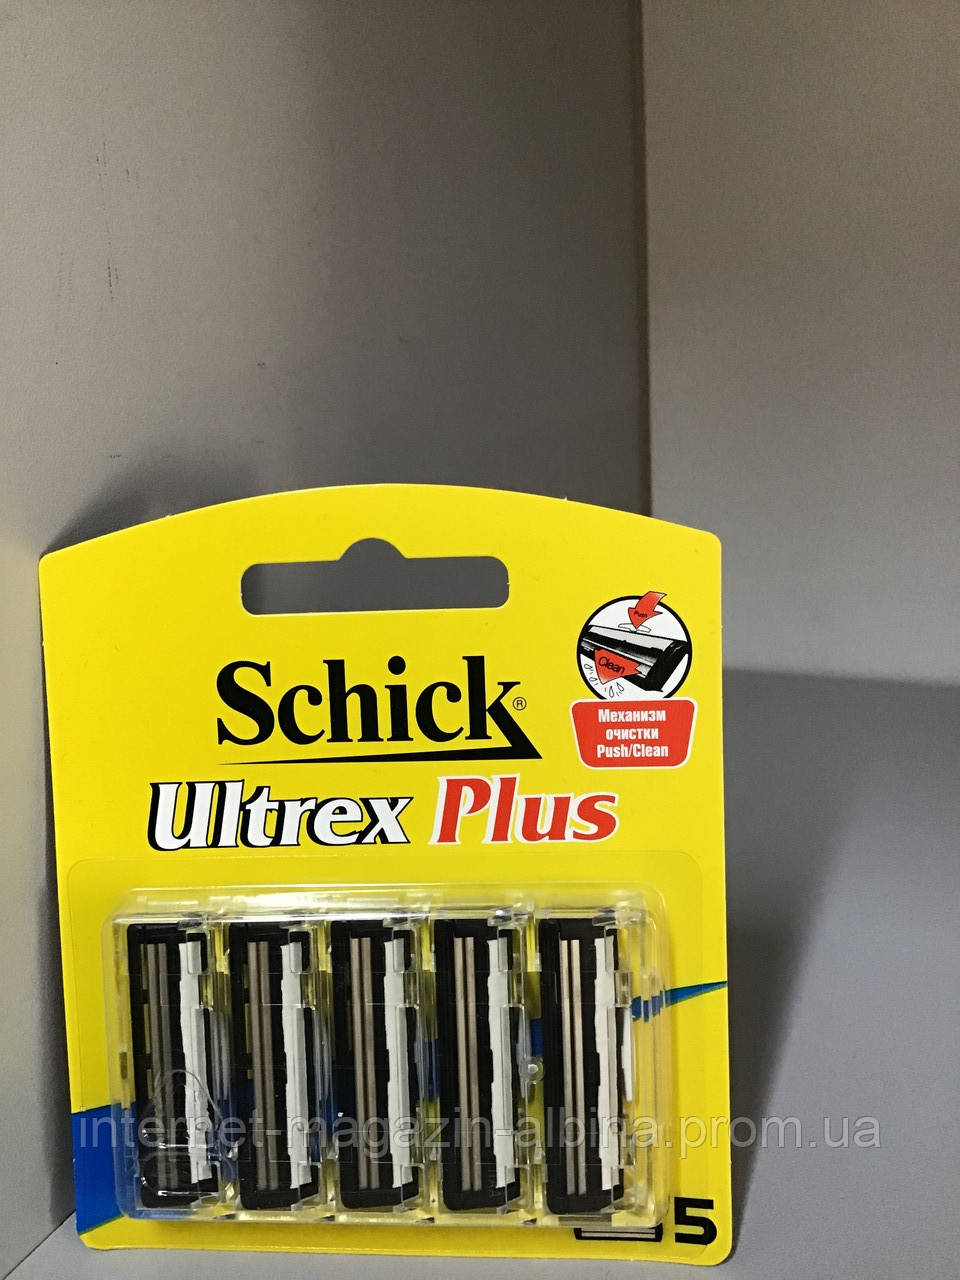 Push
Clean
Schick®
Механизм
очистки
Push/Clean
Ultrex Plus
internet-magazin-albina.prom.ua
5